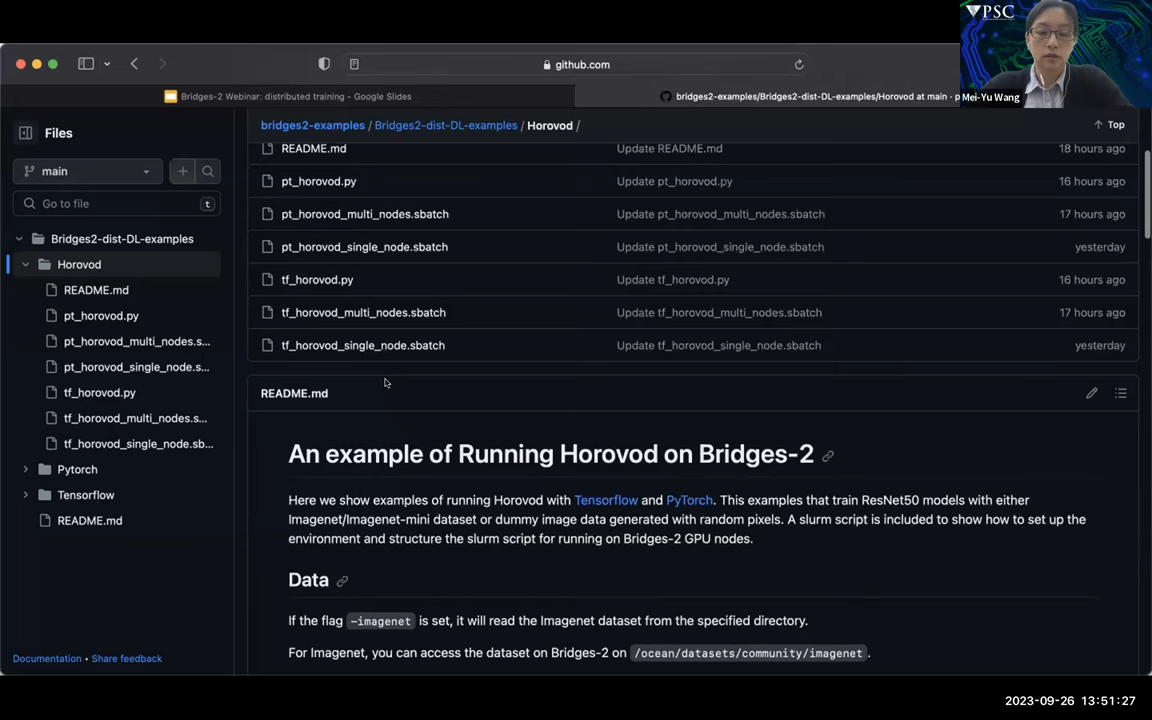 PSC
Mei-Yu Wang
github.com
Bridges-2 Webinar: distributed training - Google Slides
bridges2-examples/Bridges2-dist-DL-examples/Horovod at main · p
Files
main
Go to file
t
Bridges2-dist-DL-examples
Horovod
README.md
pt_horovod.py
pt_horovod_multi_nodes.s...
pt_horovod_single_node.s...
tf_horovod.py
tf_horovod_multi_nodes.s...
tf_horovod_single_node.sb...
Pytorch
Tensorflow
README.md
Documentation • Share feedback
bridges2-examples / Bridges2-dist-DL-examples / Horovod /
Top
README.md Update README.md 18 hours ago
pt_horovod.py Update pt_horovod.py 16 hours ago
pt_horovod_multi_nodes.sbatch Update pt_horovod_multi_nodes.sbatch 17 hours ago
pt_horovod_single_node.sbatch Update pt_horovod_single_node.sbatch yesterday
tf_horovod.py Update tf_horovod.py 16 hours ago
tf_horovod_multi_nodes.sbatch Update tf_horovod_multi_nodes.sbatch 17 hours ago
tf_horovod_single_node.sbatch Update tf_horovod_single_node.sbatch yesterday
README.md
An example of Running Horovod on Bridges-2
Here we show examples of running Horovod with Tensorflow and PyTorch. This examples that train ResNet50 models with either
Imagenet/Imagenet-mini dataset or dummy image data generated with random pixels. A slurm script is included to show how to set up the
environment and structure the slurm script for running on Bridges-2 GPU nodes.
Data
If the flag -imagenet is set, it will read the Imagenet dataset from the specified directory.
For Imagenet, you can access the dataset on Bridges-2 on /ocean/datasets/community/imagenet.
2023-09-26 13:51:27